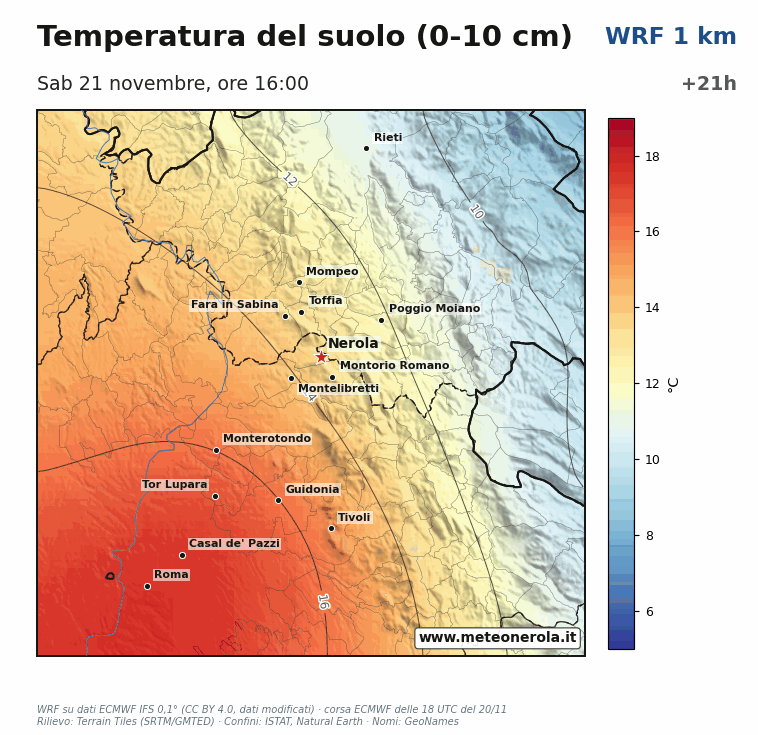 Temperatura del suolo (0-10 cm)
WRF 1 km
Sab 21 novembre, ore 16:00
+21h
Rieti
12
10
Mompeo
Fara in Sabina
Toffia
Poggio Moiano
Nerola
Montorio Romano
Montelibretti
Monterotondo
Tor Lupara
Guidonia
Tivoli
Casal de' Pazzi
Roma
16
www.meteonerola.it
18
16
14
12
10
8
6
°C
WRF su dati ECMWF IFS 0,1° (CC BY 4.0, dati modificati) · corsa ECMWF delle 18 UTC del 20/11
Rilievo: Terrain Tiles (SRTM/GMTED) · Confini: ISTAT, Natural Earth · Nomi: GeoNames